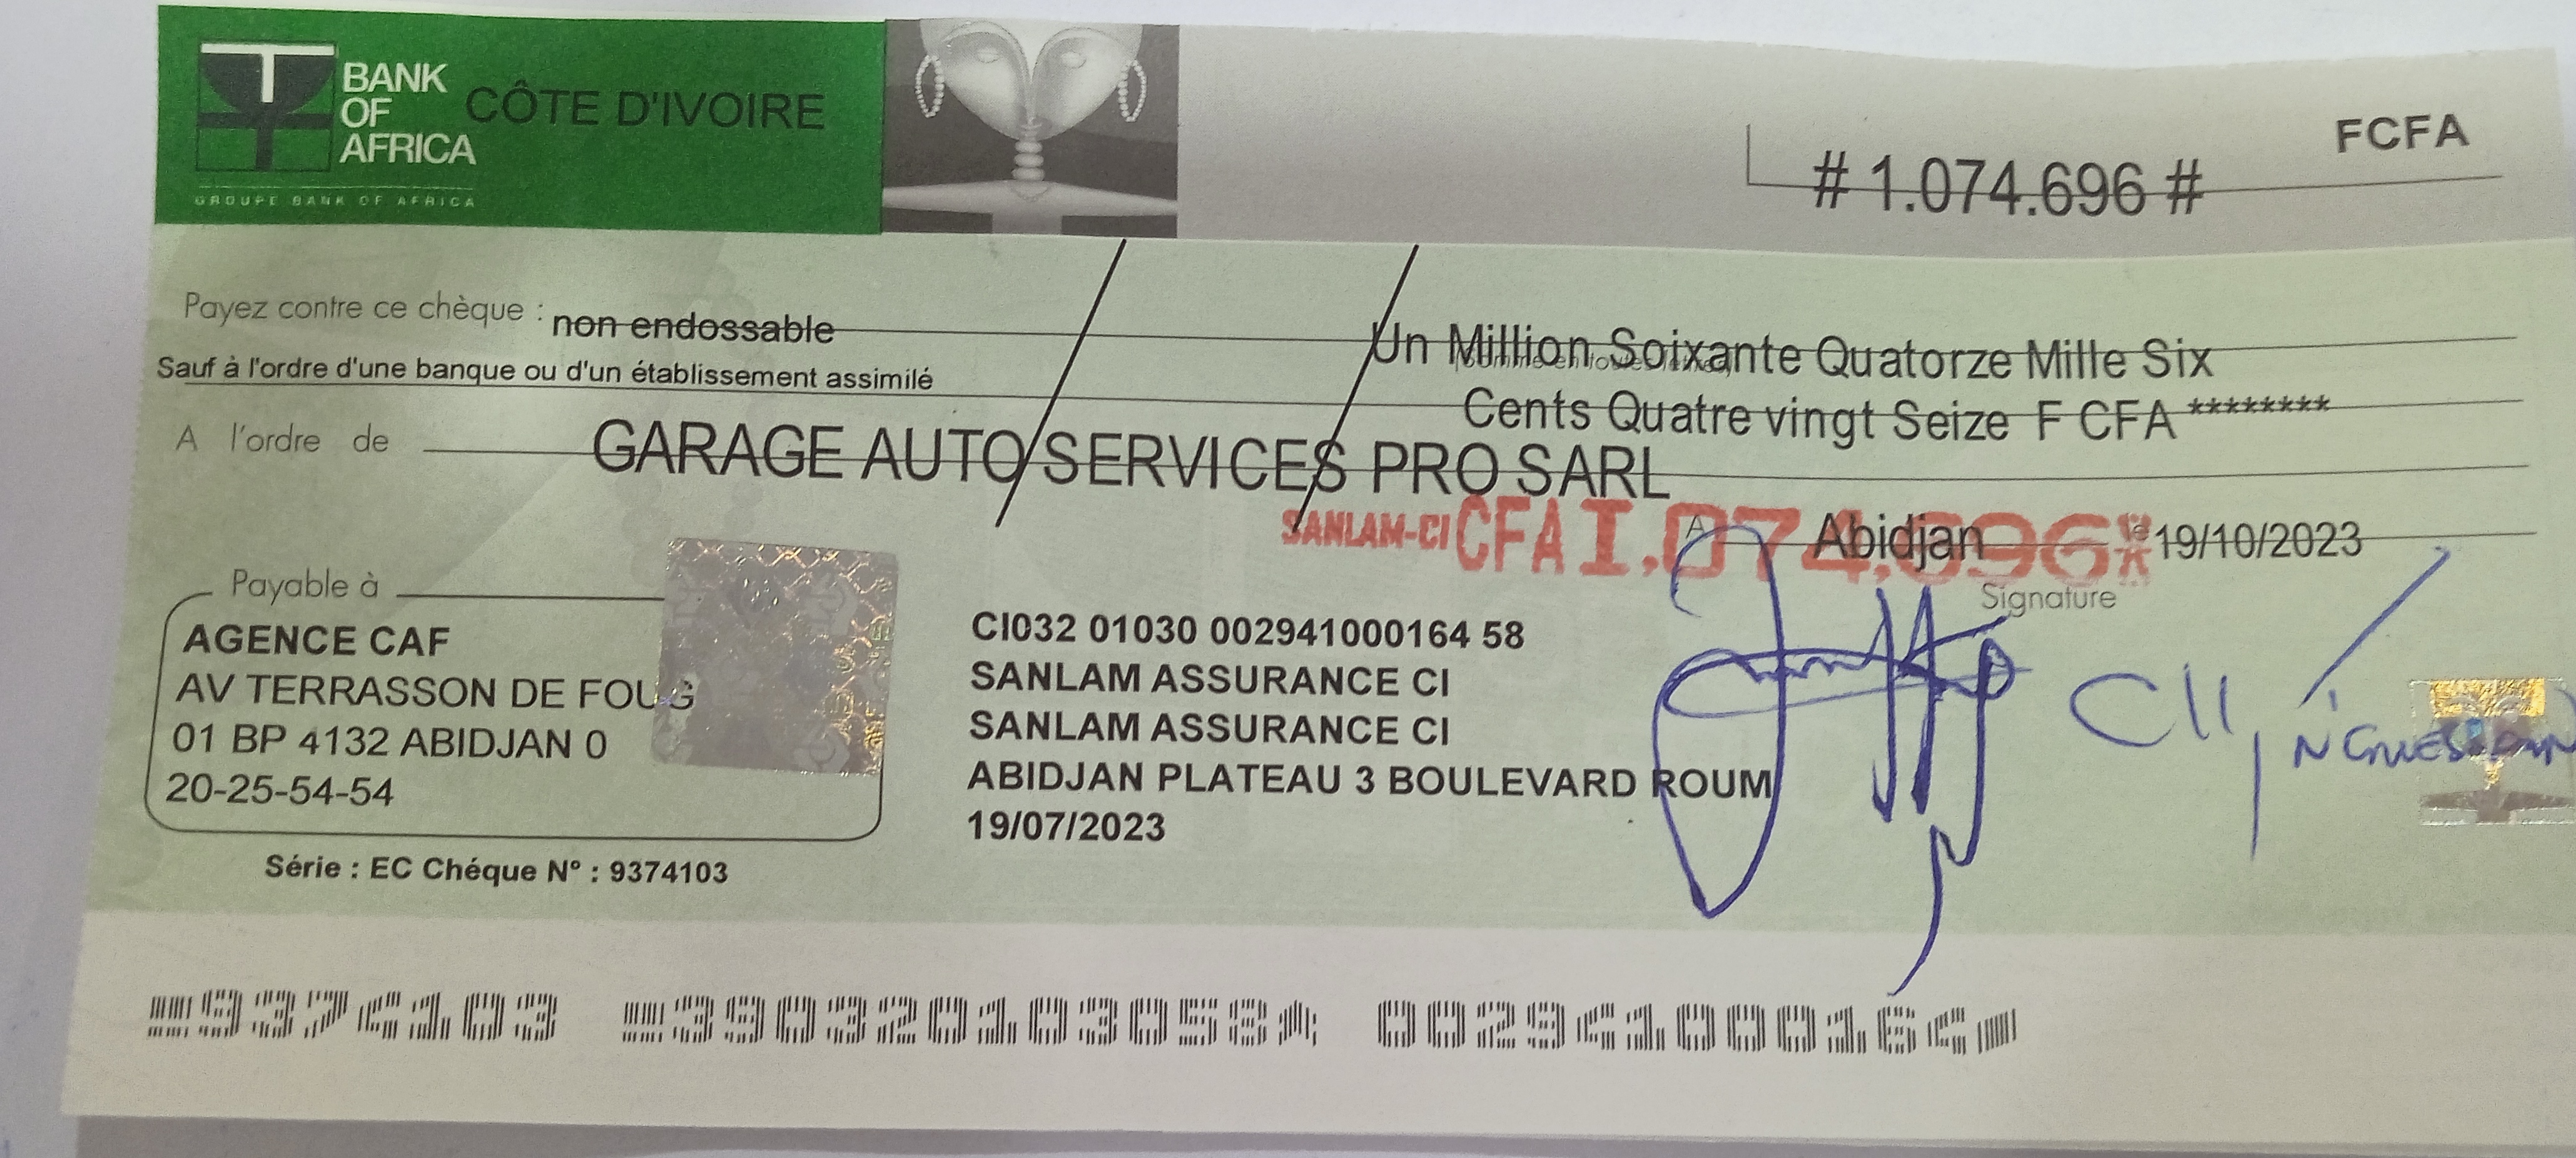 BANK
OF
AFRICA
CÔTE D'IVOIRE
GROUPE BANK OF AFRICA
FCFA
# 1.074.696 #
Payez contre ce chèque : non endossable
Sauf à l'ordre d'une banque ou d'un établissement assimilé
Un Million Soixante Quatorze Mille Six
Cents Quatre vingt Seize F CFA ********
A l'ordre de GARAGE AUTO SERVICES PRO SARL
SANLAM-CI CFA 1.074.696
A Abidjan le 19/10/2023
Signature
Payable à
AGENCE CAF
AV TERRASSON DE FOUG
01 BP 4132 ABIDJAN 0
20-25-54-54
Série : EC Chéque N° : 9374103
CI032 01030 002941000164 58
SANLAM ASSURANCE CI
SANLAM ASSURANCE CI
ABIDJAN PLATEAU 3 BOULEVARD ROUM
19/07/2023
9374103 390320103058 002941000164